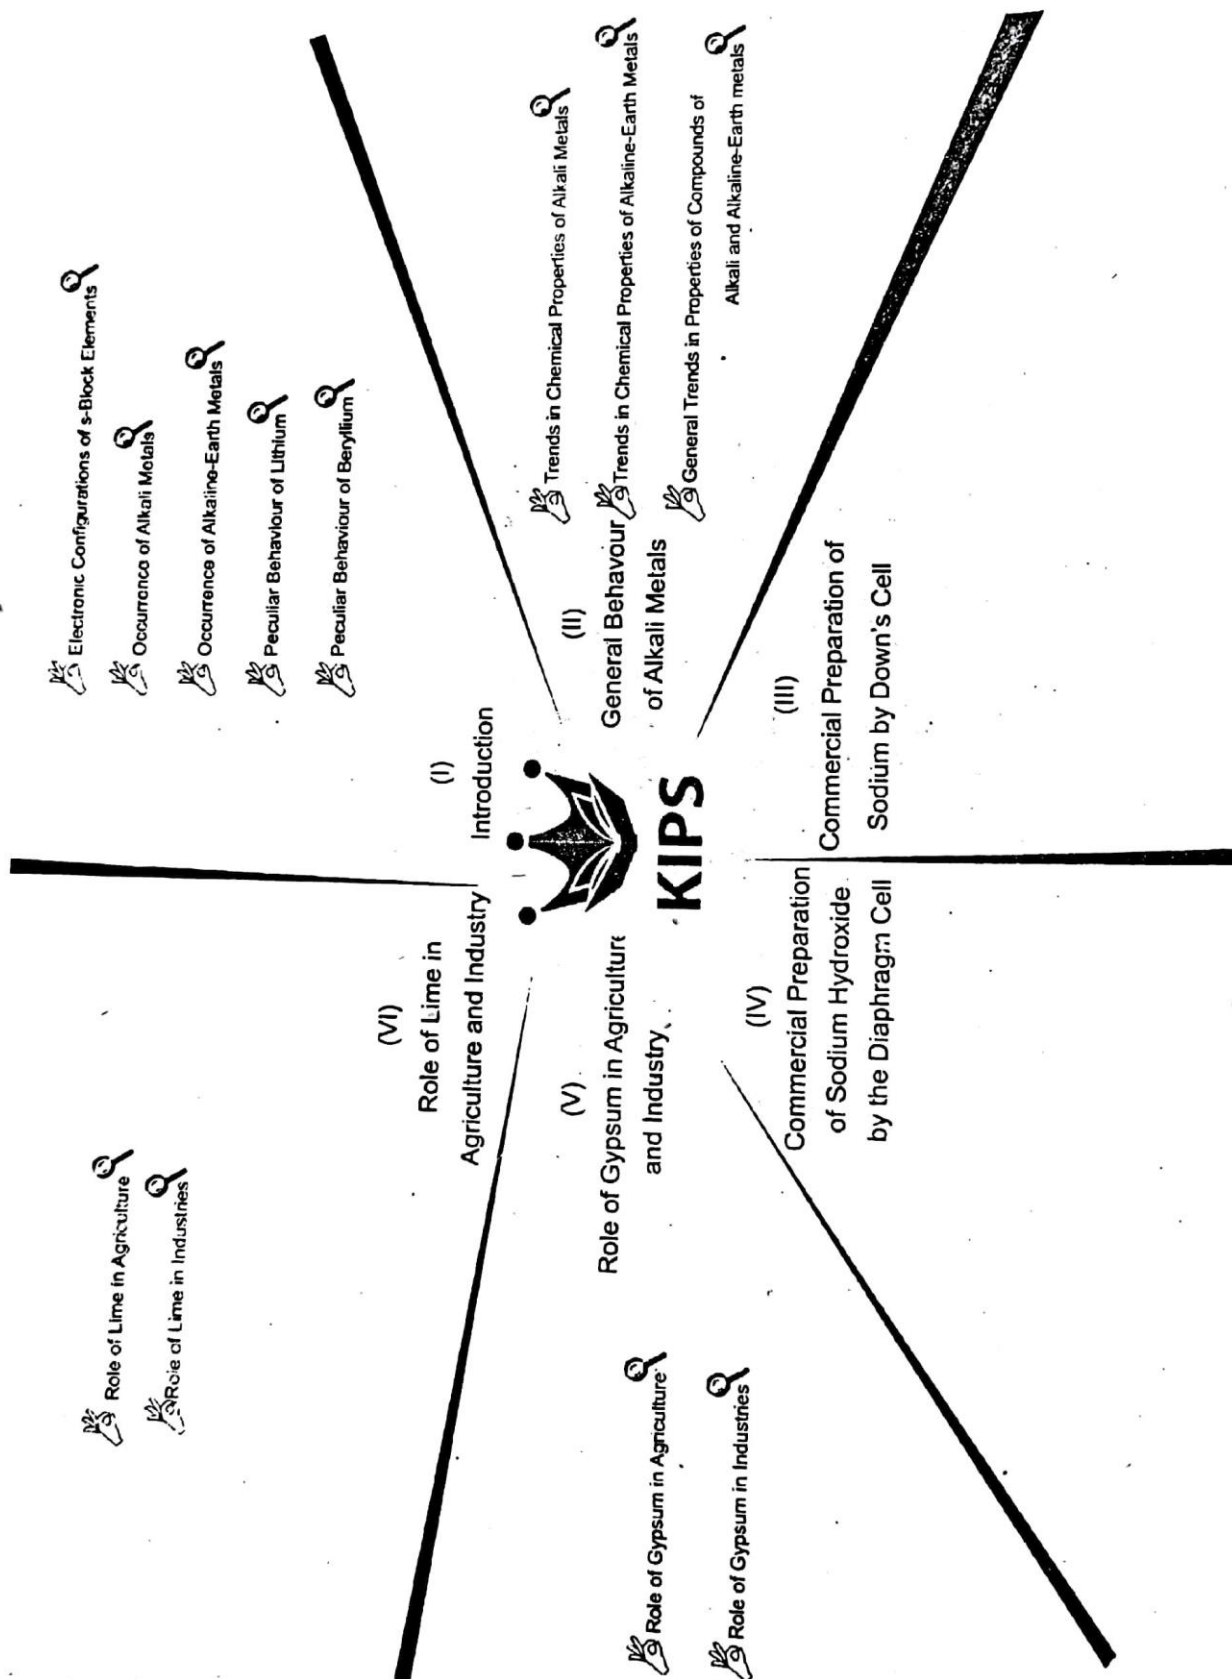 (I)
Introduction
Electronic Configurations of s-Block Elements
Occurrence of Alkali Metals
Occurrence of Alkaline-Earth Metals
Peculiar Behaviour of Lithium
Peculiar Behaviour of Beryllium
(II)
General Behavour
of Alkali Metals
Trends in Chemical Properties of Alkali Metals
Trends in Chemical Properties of Alkaline-Earth Metals
General Trends in Properties of Compounds of
Alkali and Alkaline-Earth metals
(III)
Commercial Preparation of
Sodium by Down's Cell
(IV)
Commercial Preparation
of Sodium Hydroxide
by the Diaphragm Cell
(V)
Role of Gypsum in Agriculture
and Industry
Role of Gypsum in Agriculture
Role of Gypsum in Industries
(VI)
Role of Lime in
Agriculture and Industry
Role of Lime in Agriculture
Role of Lime in Industries
KIPS